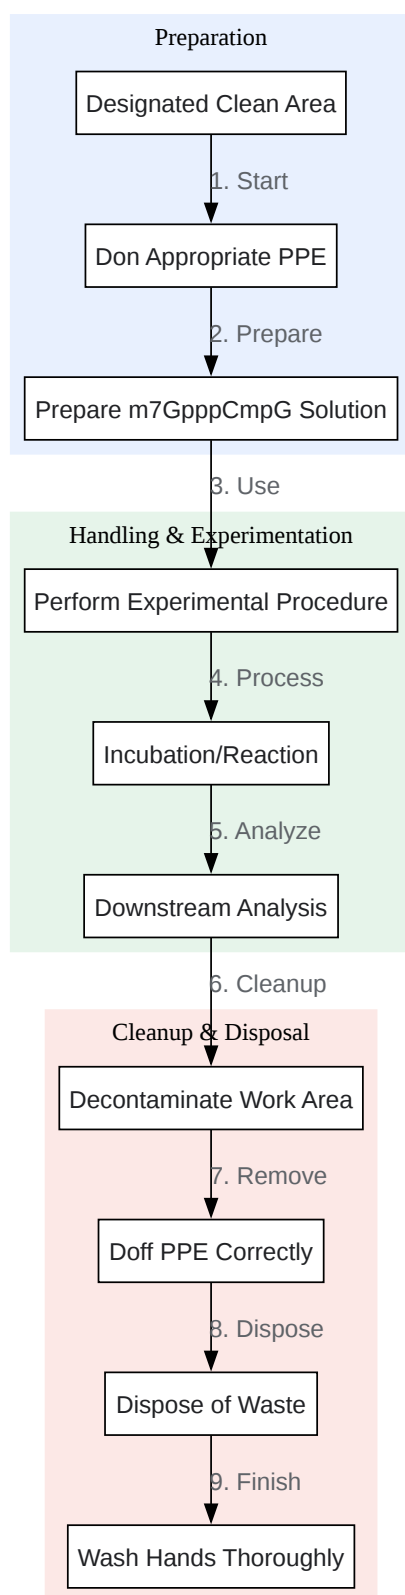 Preparation
Designated Clean Area
1. Start
Don Appropriate PPE
2. Prepare
Prepare m7GpppCmpG Solution
3. Use
Handling & Experimentation
Perform Experimental Procedure
4. Process
Incubation/Reaction
5. Analyze
Downstream Analysis
6. Cleanup
Cleanup & Disposal
Decontaminate Work Area
7. Remove
Doff PPE Correctly
8. Dispose
Dispose of Waste
9. Finish
Wash Hands Thoroughly